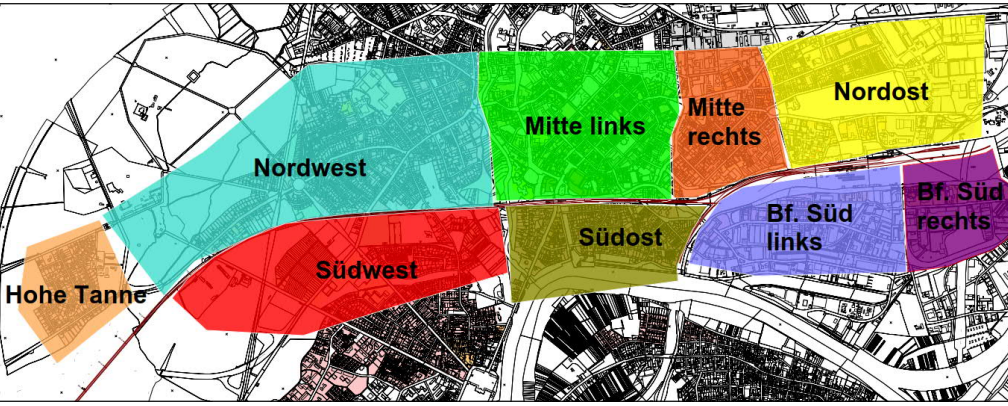 Nordost
Mitte
rechts
Mitte links
Nordwest
Bf. Süd
rechts
Bf. Süd
links
Südost
Südwest
Hohe Tanne